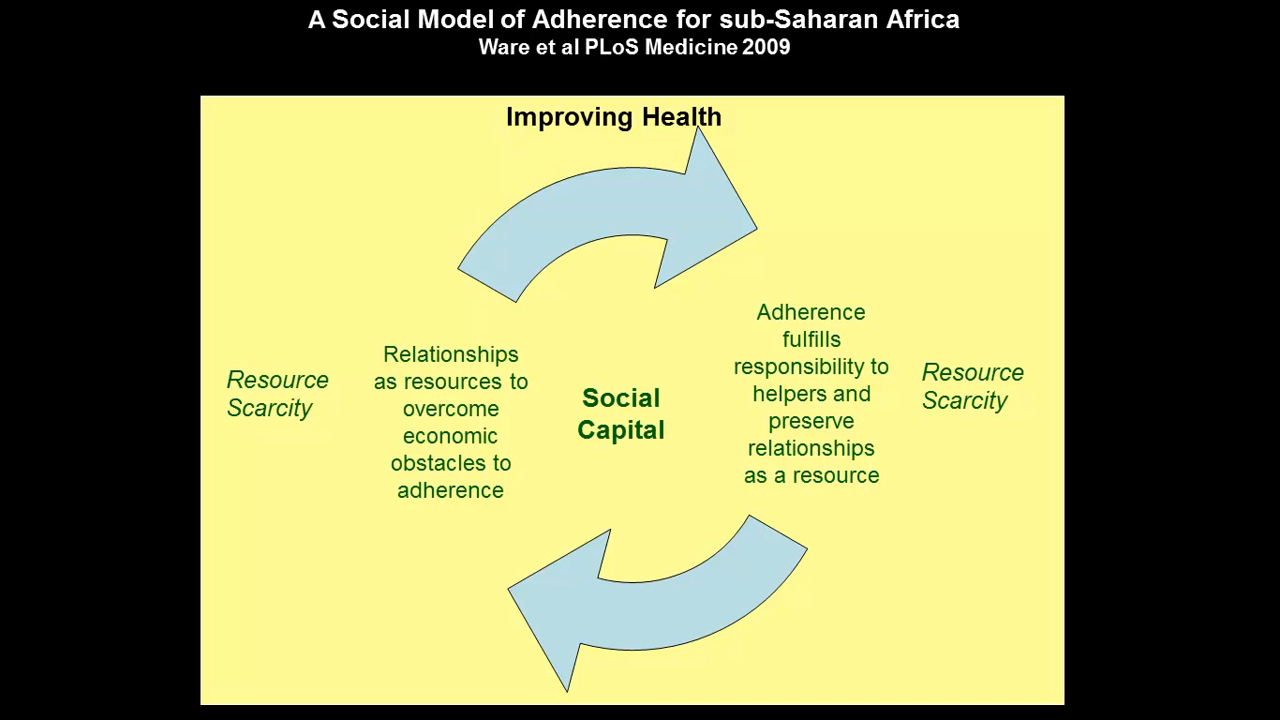 A Social Model of Adherence for sub-Saharan Africa
Ware et al PLoS Medicine 2009
Improving Health
Resource
Scarcity
Relationships
as resources to
overcome
economic
obstacles to
adherence
Social
Capital
Adherence
fulfills
responsibility to
helpers and
preserve
relationships
as a resource
Resource
Scarcity